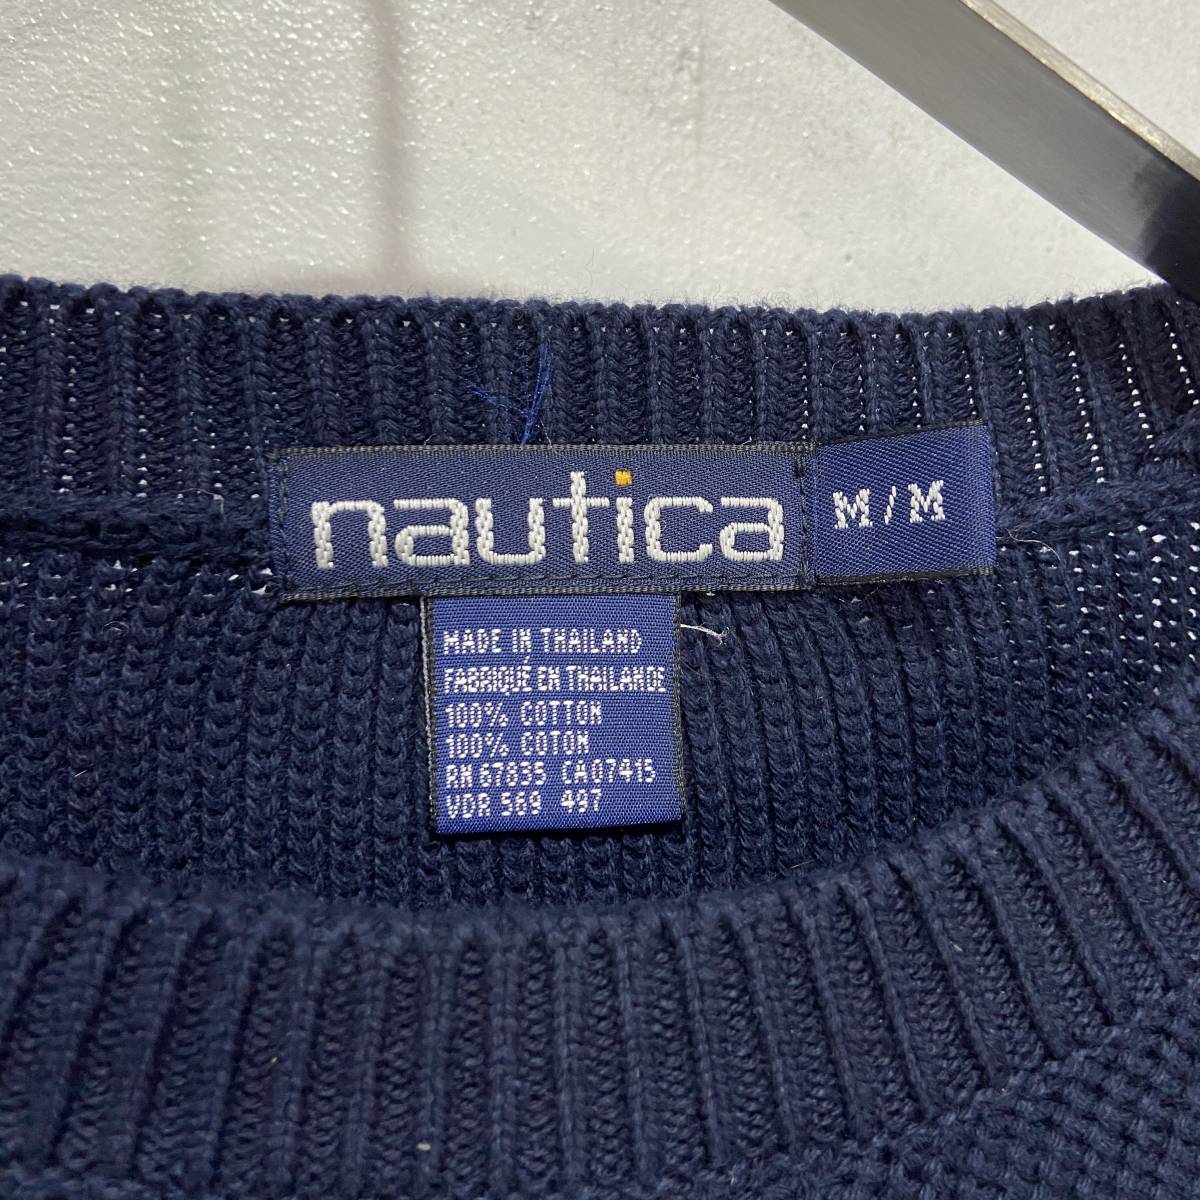 nautica
M/M
MADE IN THAILAND
FABRIQUÉ EN THAILANDE
100% COTTON
100% COTON
RN 67835 CA07415
VDR 569 497